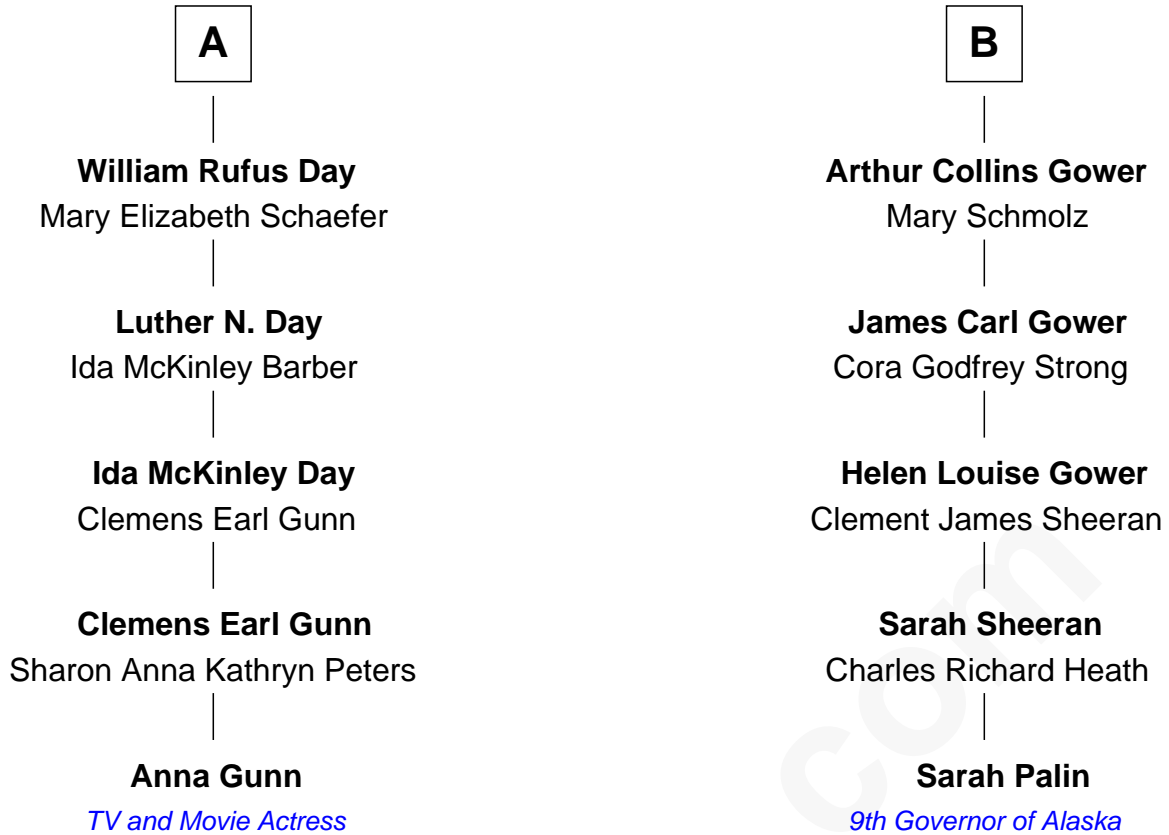 A
William Rufus Day
Mary Elizabeth Schaefer
Luther N. Day
Ida McKinley Barber
Ida McKinley Day
Clemens Earl Gunn
Clemens Earl Gunn
Sharon Anna Kathryn Peters
Anna Gunn
TV and Movie Actress
B
Arthur Collins Gower
Mary Schmolz
James Carl Gower
Cora Godfrey Strong
Helen Louise Gower
Clement James Sheeran
Sarah Sheeran
Charles Richard Heath
Sarah Palin
9th Governor of Alaska
com